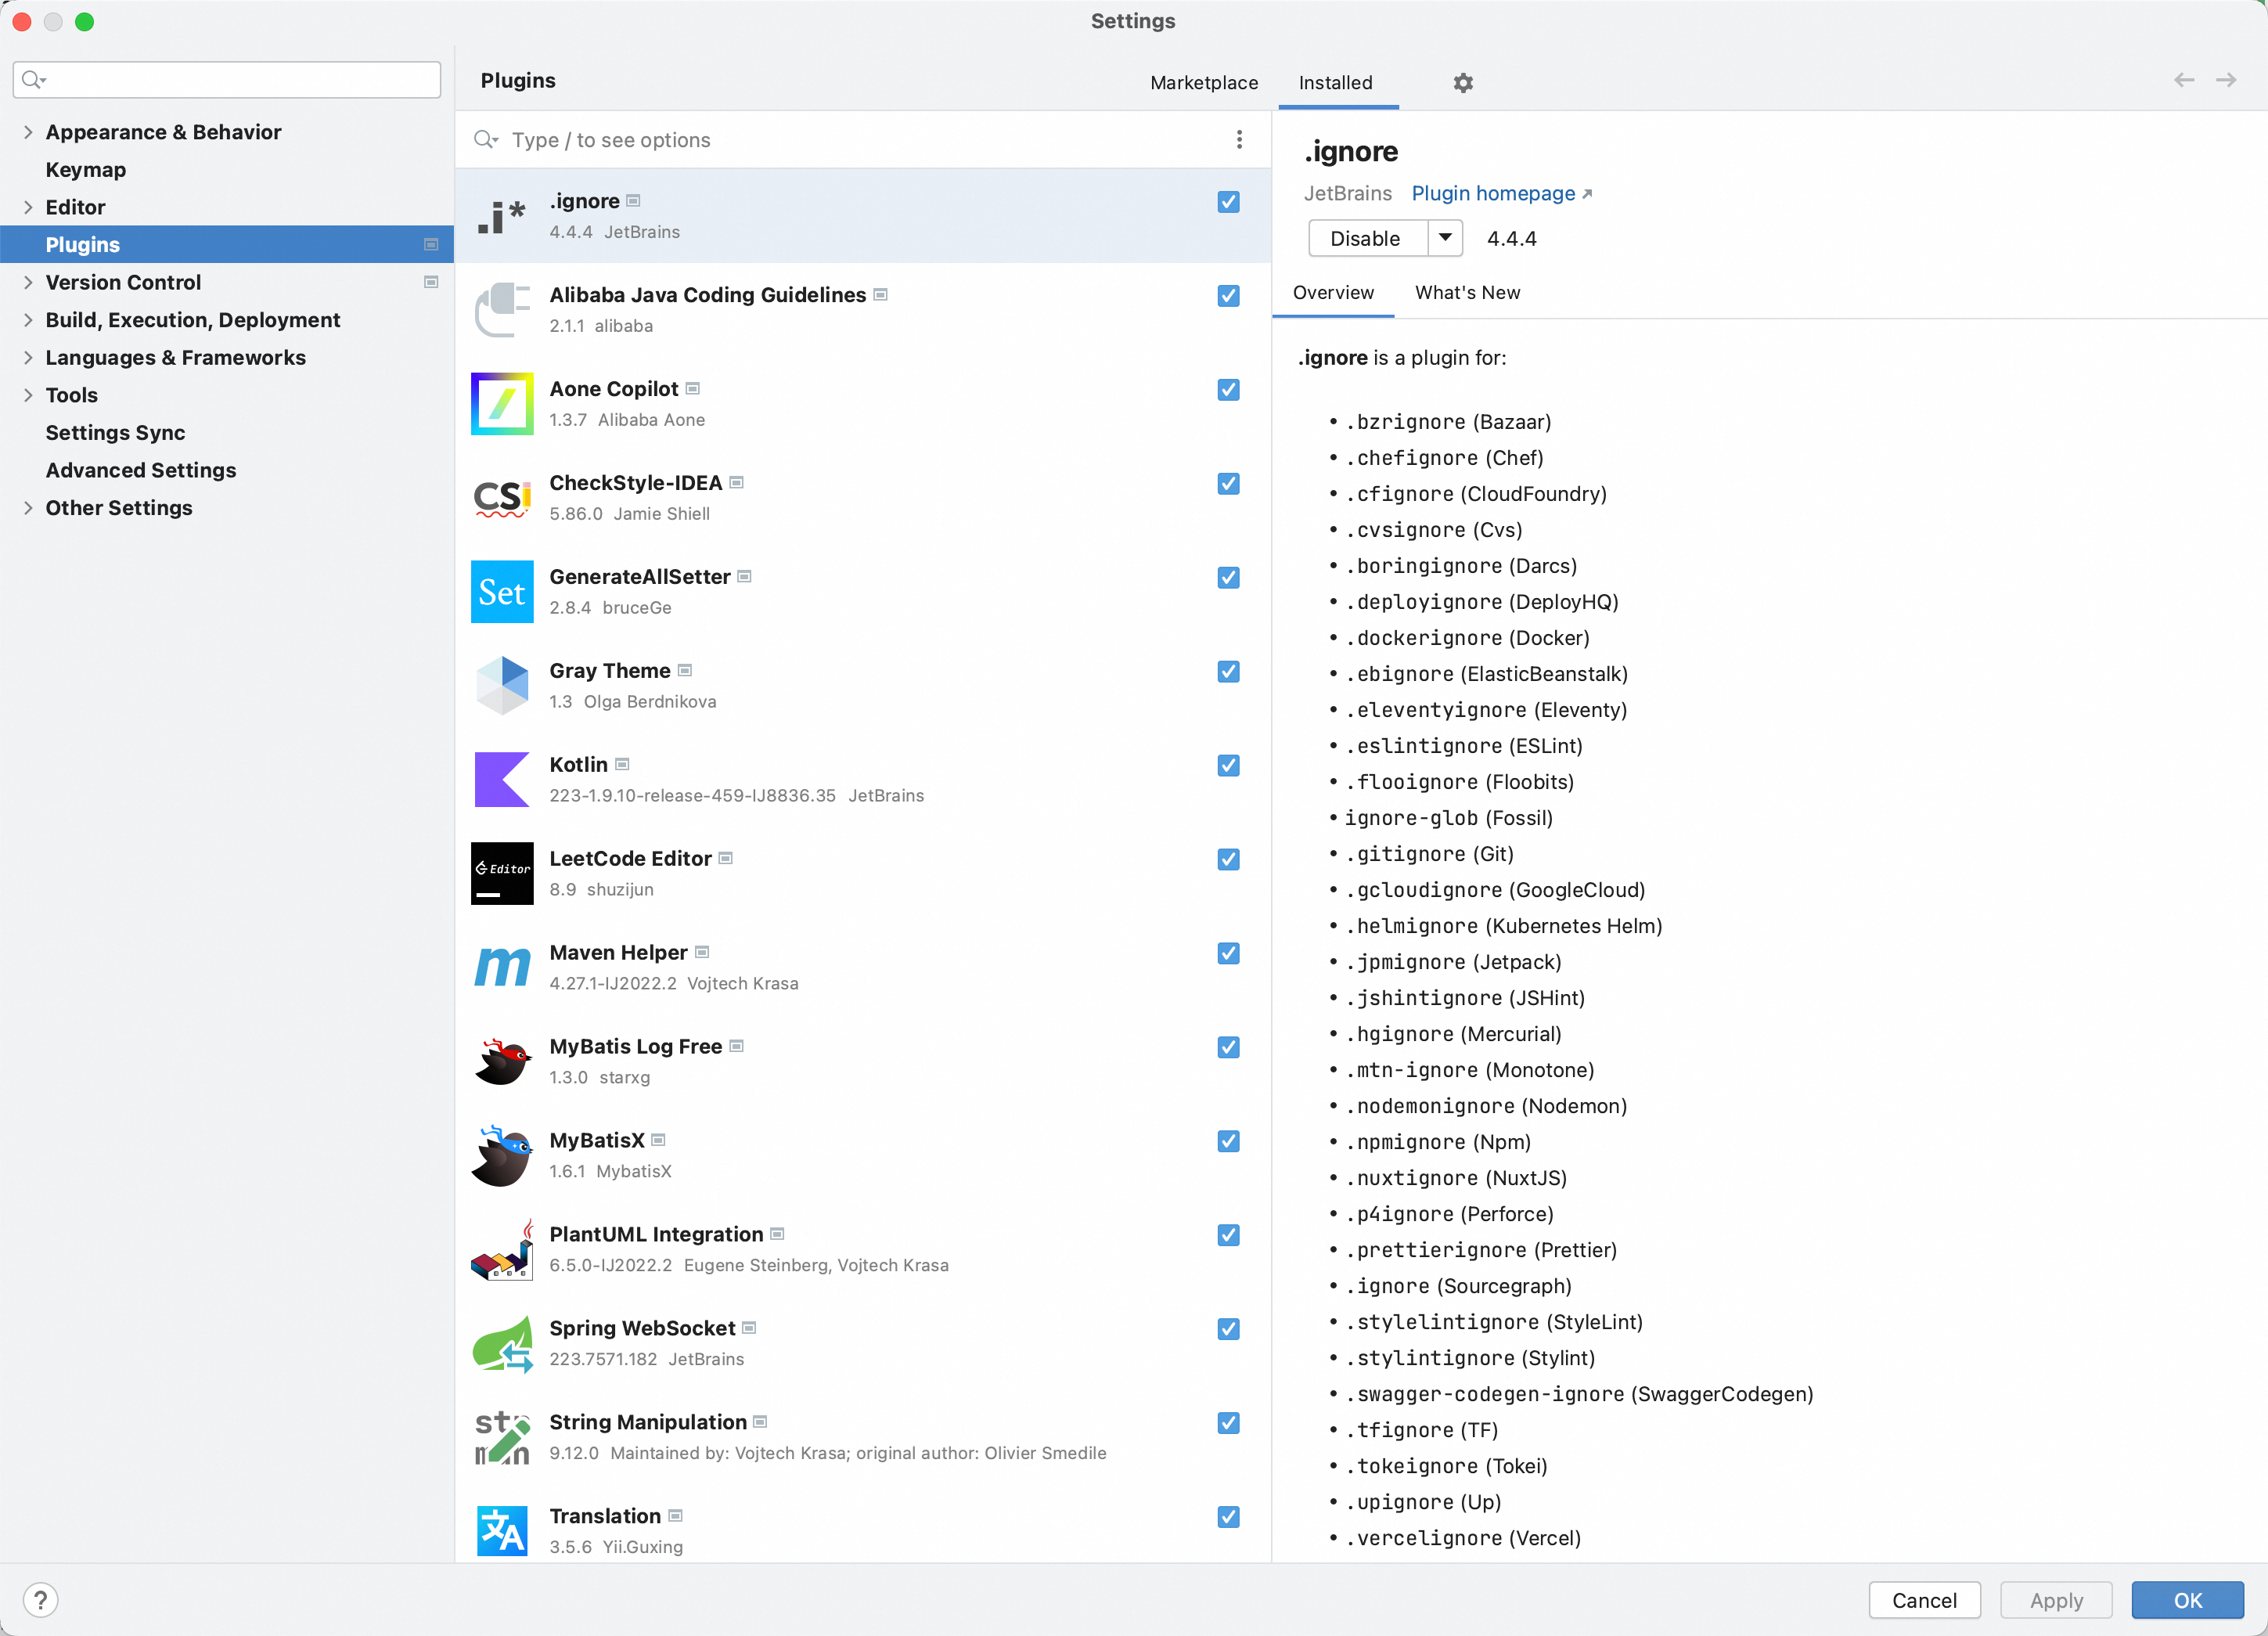 Settings
Appearance & Behavior
Keymap
Editor
Plugins
Version Control
Build, Execution, Deployment
Languages & Frameworks
Tools
Settings Sync
Advanced Settings
Other Settings
Plugins
Marketplace
Installed
Type / to see options
.i*
.ignore
4.4.4 JetBrains
Alibaba Java Coding Guidelines
2.1.1 alibaba
Aone Copilot
1.3.7 Alibaba Aone
CSi
CheckStyle-IDEA
5.86.0 Jamie Shiell
Set
GenerateAllSetter
2.8.4 bruceGe
Gray Theme
1.3 Olga Berdnikova
Kotlin
223-1.9.10-release-459-IJ8836.35 JetBrains
Editor
LeetCode Editor
8.9 shuzijun
m
Maven Helper
4.27.1-IJ2022.2 Vojtech Krasa
MyBatis Log Free
1.3.0 starxg
MyBatisX
1.6.1 MybatisX
PlantUML Integration
6.5.0-IJ2022.2 Eugene Steinberg, Vojtech Krasa
Spring WebSocket
223.7571.182 JetBrains
String Manipulation
9.12.0 Maintained by: Vojtech Krasa; original author: Olivier Smedile
文A
Translation
3.5.6 Yii.Guxing
.ignore
JetBrains Plugin homepage ↗
Disable 4.4.4
Overview What's New
.ignore is a plugin for:
• .bzrignore (Bazaar)
• .chefignore (Chef)
• .cfignore (CloudFoundry)
• .cvsignore (Cvs)
• .boringignore (Darcs)
• .deployignore (DeployHQ)
• .dockerignore (Docker)
• .ebignore (ElasticBeanstalk)
• .eleventyignore (Eleventy)
• .eslintignore (ESLint)
• .flooignore (Floobits)
• ignore-glob (Fossil)
• .gitignore (Git)
• .gcloudignore (GoogleCloud)
• .helmignore (Kubernetes Helm)
• .jpmignore (Jetpack)
• .jshintignore (JSHint)
• .hgignore (Mercurial)
• .mtn-ignore (Monotone)
• .nodemonignore (Nodemon)
• .npmignore (Npm)
• .nuxtignore (NuxtJS)
• .p4ignore (Perforce)
• .prettierignore (Prettier)
• .ignore (Sourcegraph)
• .stylelintignore (StyleLint)
• .stylintignore (Stylint)
• .swagger-codegen-ignore (SwaggerCodegen)
• .tfignore (TF)
• .tokeignore (Tokei)
• .upignore (Up)
• .vercelignore (Vercel)
?
Cancel
Apply
OK